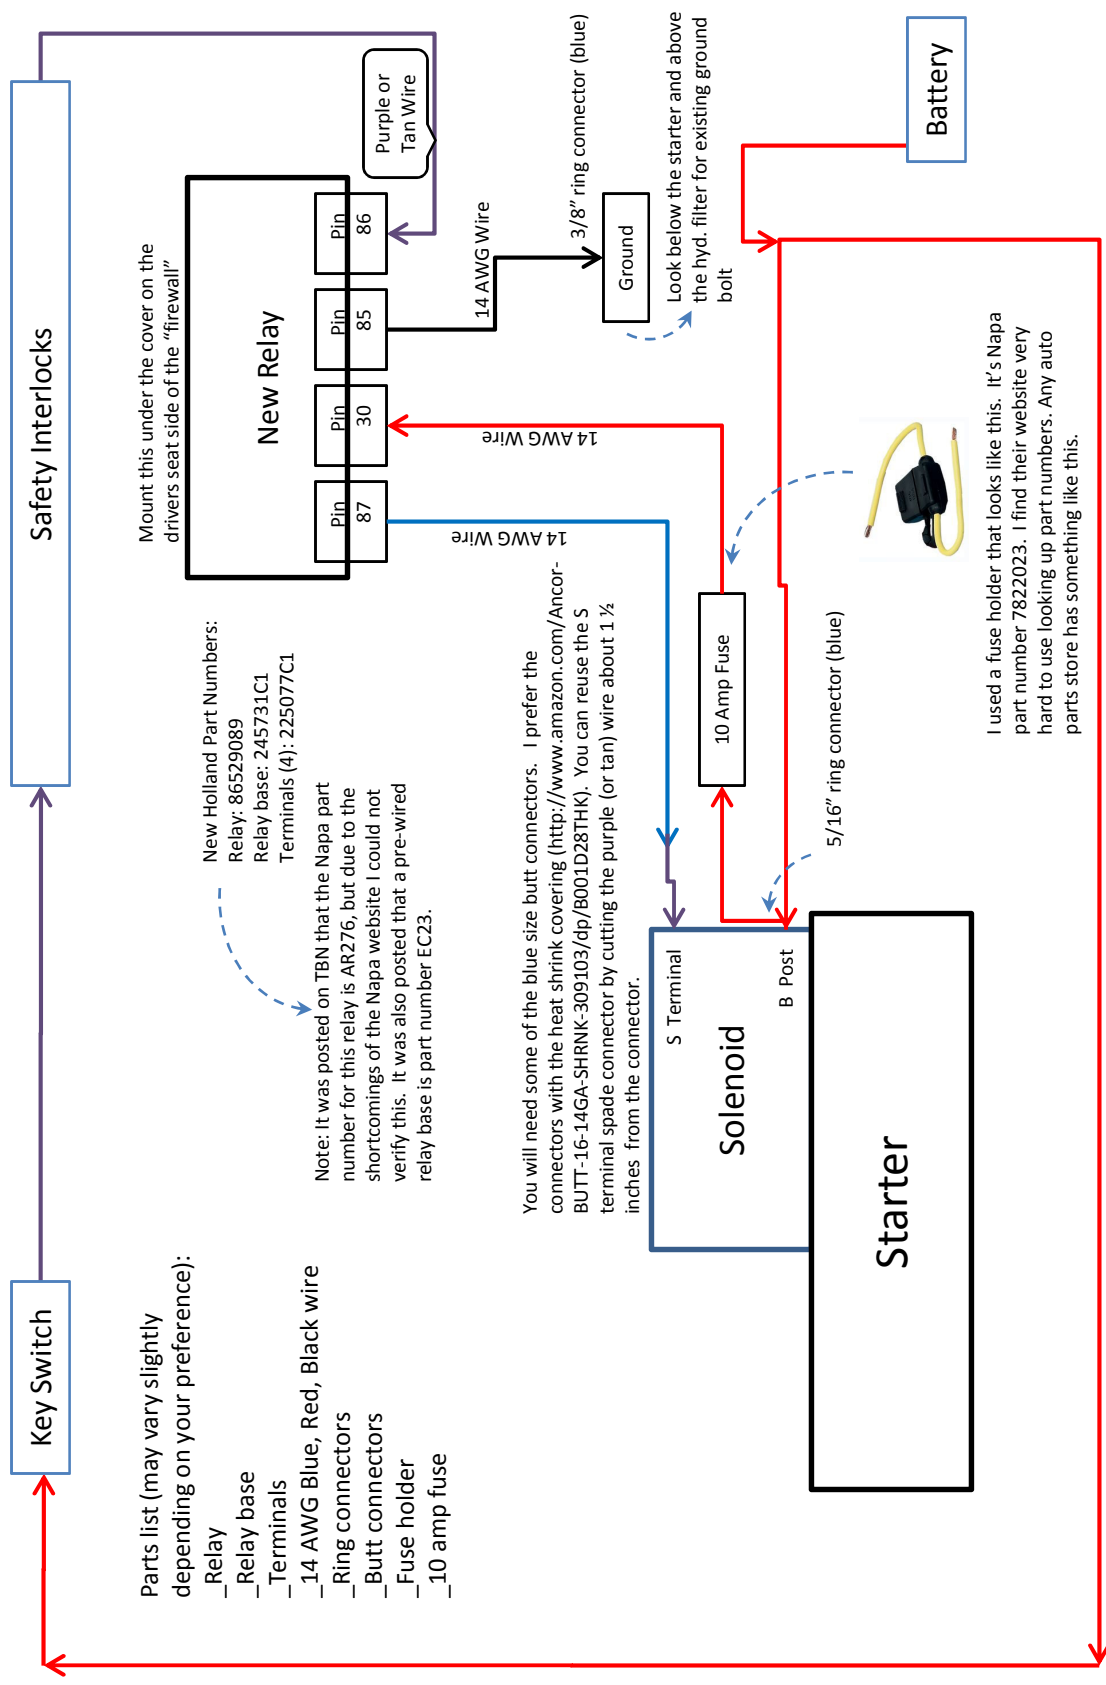 Key Switch
Safety Interlocks
Parts list (may vary slightly
depending on your preference):
_Relay
_Relay base
_Terminals
_14 AWG Blue, Red, Black wire
_Ring connectors
_Butt connectors
_Fuse holder
_10 amp fuse
New Holland Part Numbers:
Relay: 86529089
Relay base: 245731C1
Terminals (4): 225077C1
Note: It was posted on TBN that the Napa part
number for this relay is AR276, but due to the
shortcomings of the Napa website I could not
verify this. It was also posted that a pre-wired
relay base is part number EC23.
Mount this under the cover on the
drivers seat side of the “firewall”
New Relay
Pin
87
Pin
30
Pin
85
Pin
86
Purple or
Tan Wire
14 AWG Wire
14 AWG Wire
14 AWG Wire
3/8” ring connector (blue)
Ground
Look below the starter and above
the hyd. filter for existing ground
bolt
You will need some of the blue size butt connectors. I prefer the
connectors with the heat shrink covering (http://www.amazon.com/Ancor-
BUTT-16-14GA-SHRNK-309103/dp/B001D28THK). You can reuse the S
terminal spade connector by cutting the purple (or tan) wire about 1 ½
inches from the connector.
S Terminal
Solenoid
B Post
10 Amp Fuse
5/16” ring connector (blue)
Battery
Starter
I used a fuse holder that looks like this. It’s Napa
part number 7822023. I find their website very
hard to use looking up part numbers. Any auto
parts store has something like this.